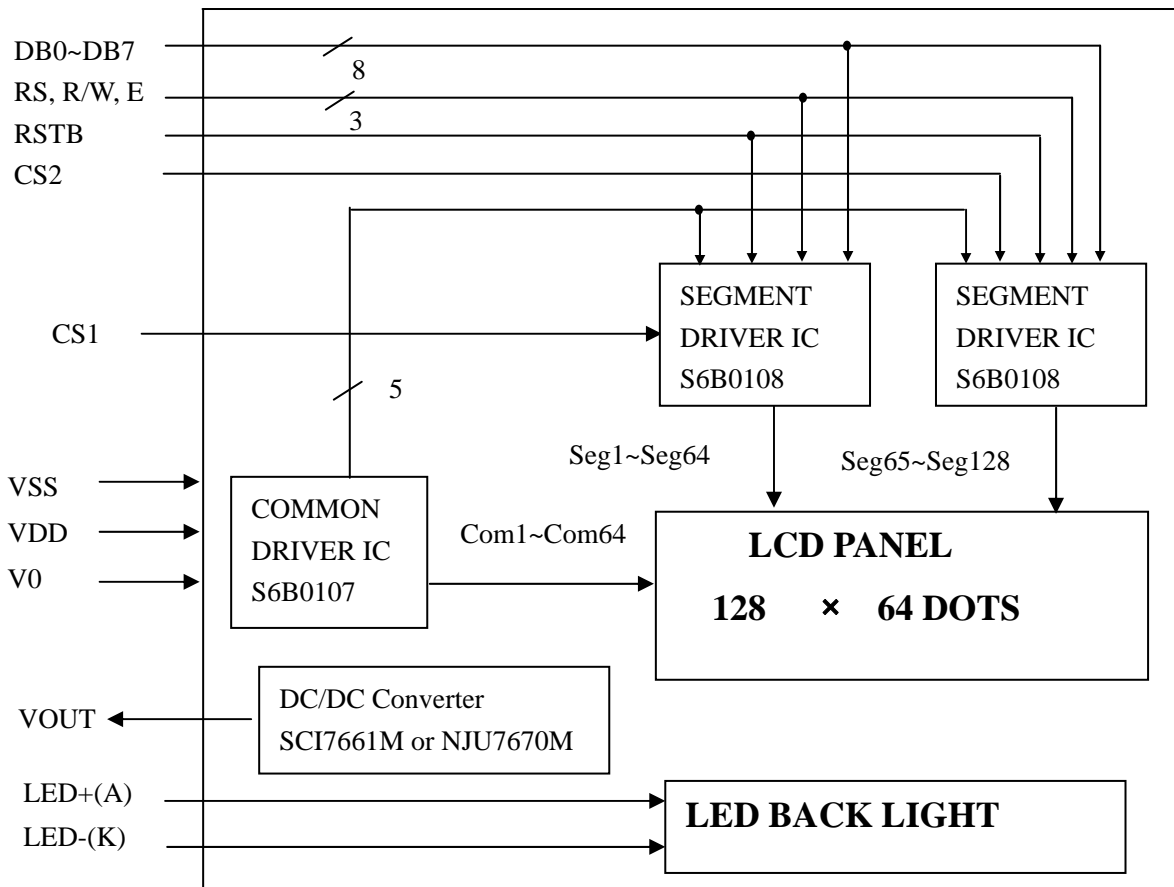 DB0~DB7
8
RS, R/W, E
3
RSTB
CS2
SEGMENT
DRIVER IC
S6B0108
SEGMENT
DRIVER IC
S6B0108
CS1
5
Seg1~Seg64
Seg65~Seg128
VSS
VDD
V0
COMMON
DRIVER IC
S6B0107
Com1~Com64
LCD PANEL
128 × 64 DOTS
DC/DC Converter
SCI7661M or NJU7670M
VOUT
LED+(A)
LED-(K)
LED BACK LIGHT